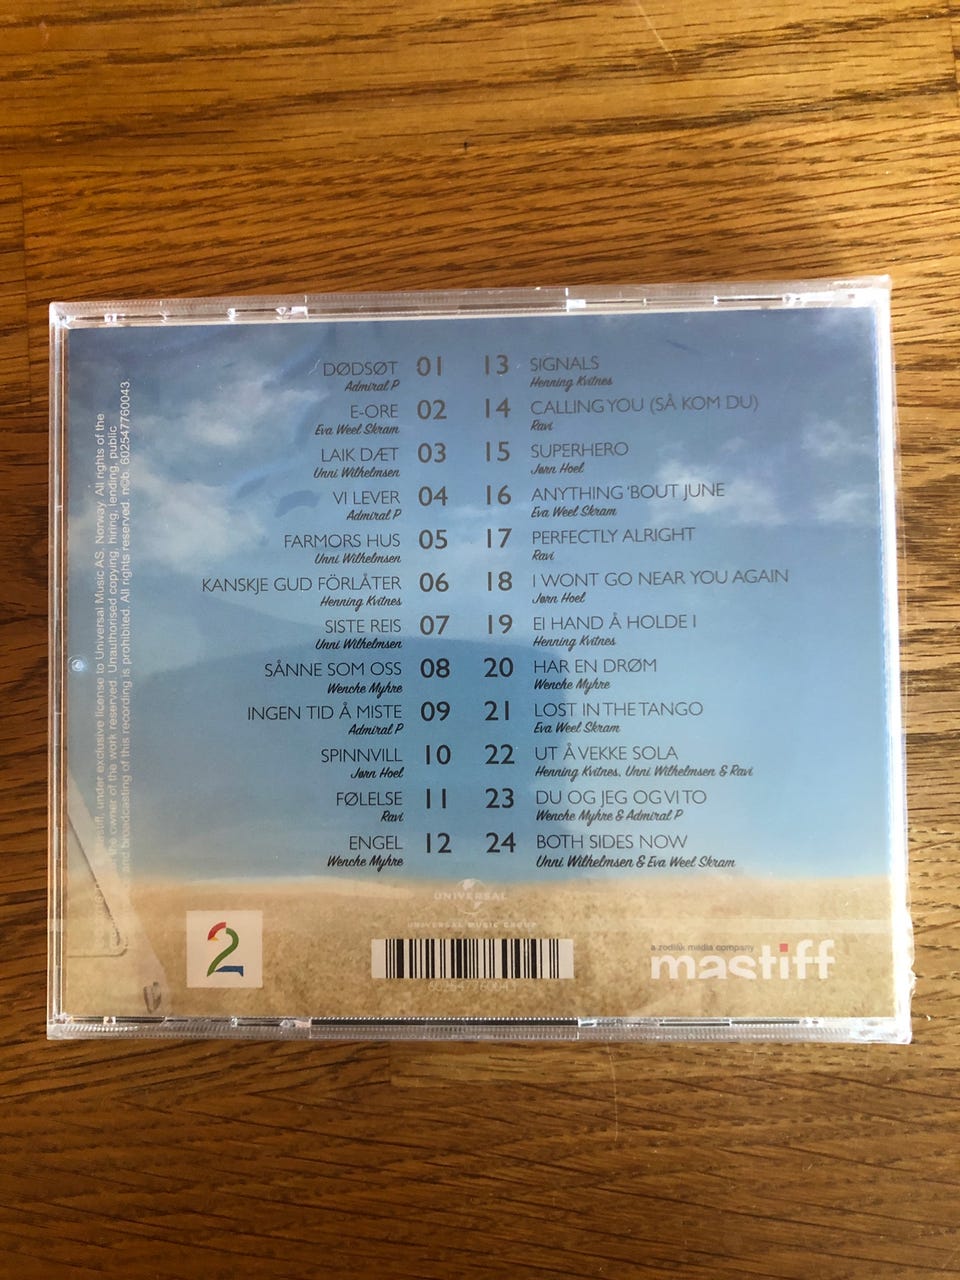 DØDSØT 01
Admiral P
E-ORE 02
Eva Weel Skram
LAIK DÆT 03
Unni Wilhelmsen
VI LEVER 04
Admiral P
FARMORS HUS 05
Unni Wilhelmsen
KANSKJE GUD FÖRLÅTER 06
Henning Kvitnes
SISTE REIS 07
Unni Wilhelmsen
SÅNNE SOM OSS 08
Wenche Myhre
INGEN TID Å MISTE 09
Admiral P
SPINNVILL 10
Jørn Hoel
FØLELSE 11
Ravi
ENGEL 12
Wenche Myhre
13 SIGNALS
Henning Kvitnes
14 CALLING YOU (SÅ KOM DU)
Ravi
15 SUPERHERO
Jørn Hoel
16 ANYTHING ‘BOUT JUNE
Eva Weel Skram
17 PERFECTLY ALRIGHT
Ravi
18 I WONT GO NEAR YOU AGAIN
Jørn Hoel
19 EI HAND Å HOLDE I
Henning Kvitnes
20 HAR EN DRØM
Wenche Myhre
21 LOST IN THE TANGO
Eva Weel Skram
22 UT Å VEKKE SOLA
Henning Kvitnes, Unni Wilhelmsen & Ravi
23 DU OG JEG OG VI TO
Wenche Myhre & Admiral P
24 BOTH SIDES NOW
Unni Wilhelmsen & Eva Weel Skram
mastiff, under exclusive license to Universal Music AS, Norway. All rights of the
the owner of the work reserved. Unauthorised copying, hiring, lending, public
and broadcasting of this recording is prohibited. All rights reserved. n©b. 602547760043.
UNIVERSAL
UNIVERSAL MUSIC GROUP
2
602547760043
a zodiak media company
mastiff